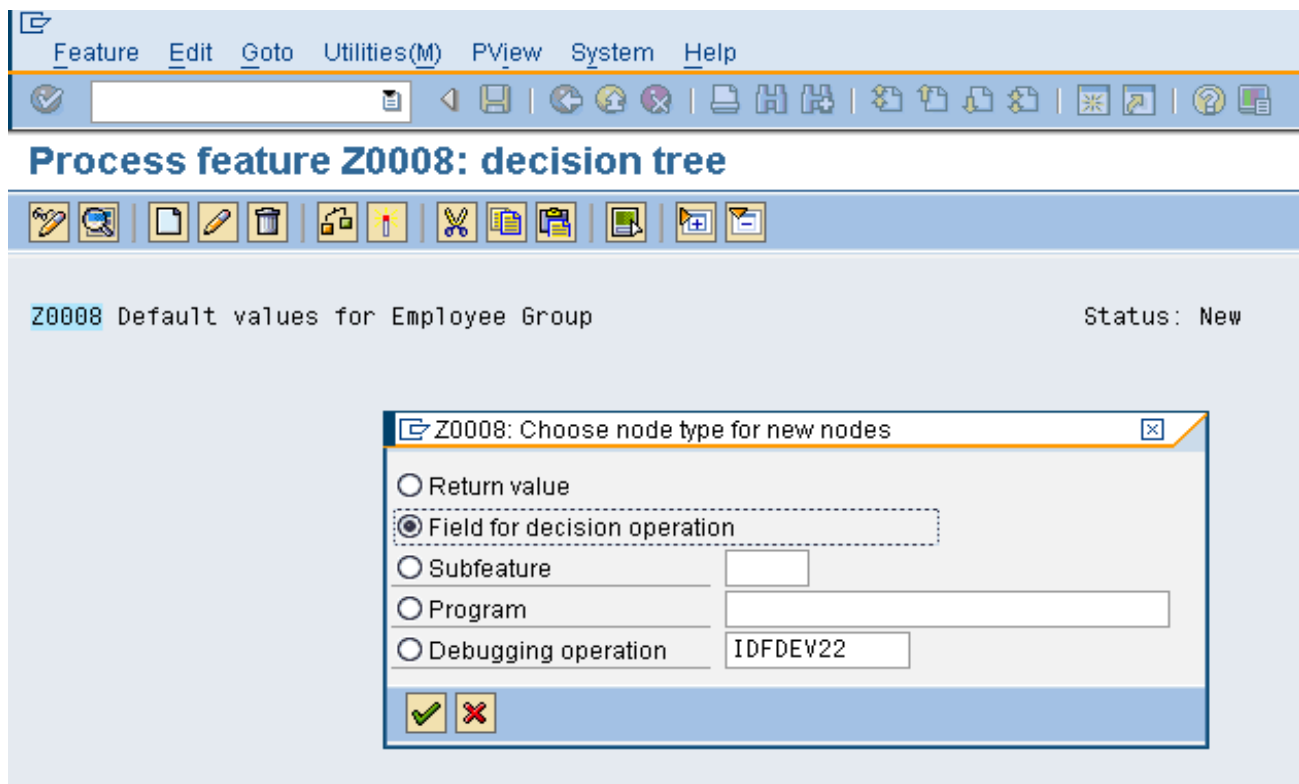 Feature Edit Goto Utilities(M) PView System Help
Process feature Z0008: decision tree
Z0008 Default values for Employee Group Status: New
Z0008: Choose node type for new nodes
Return value
Field for decision operation
Subfeature
Program
Debugging operation IDFDEV22